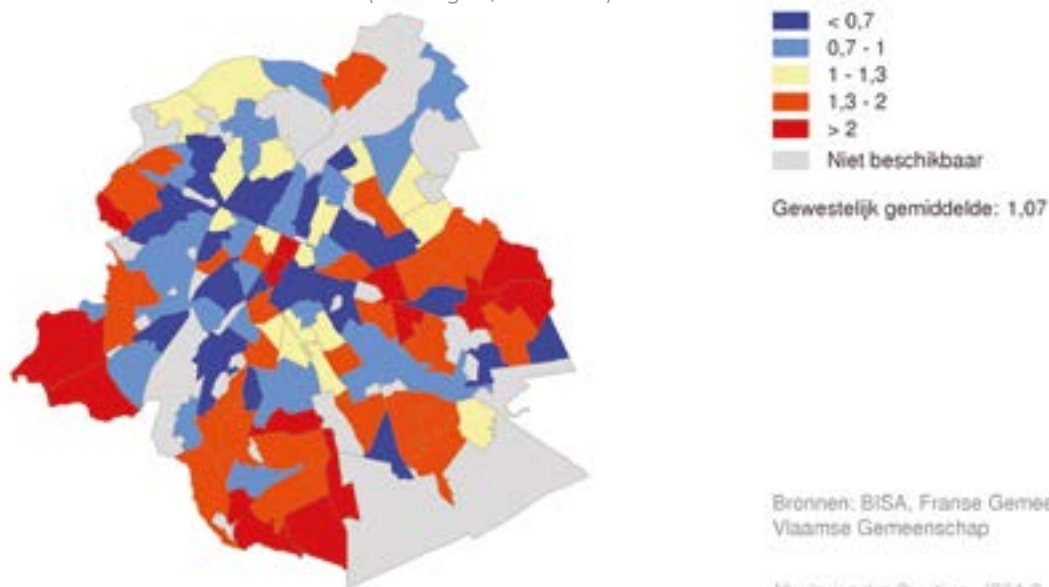 < 0,7
0,7 - 1
1 - 1,3
1,3 - 2
> 2
Niet beschikbaar
Gewestelijk gemiddelde: 1,07
Bronnen: BISA, Franse Gemee
Vlaamse Gemeenschap